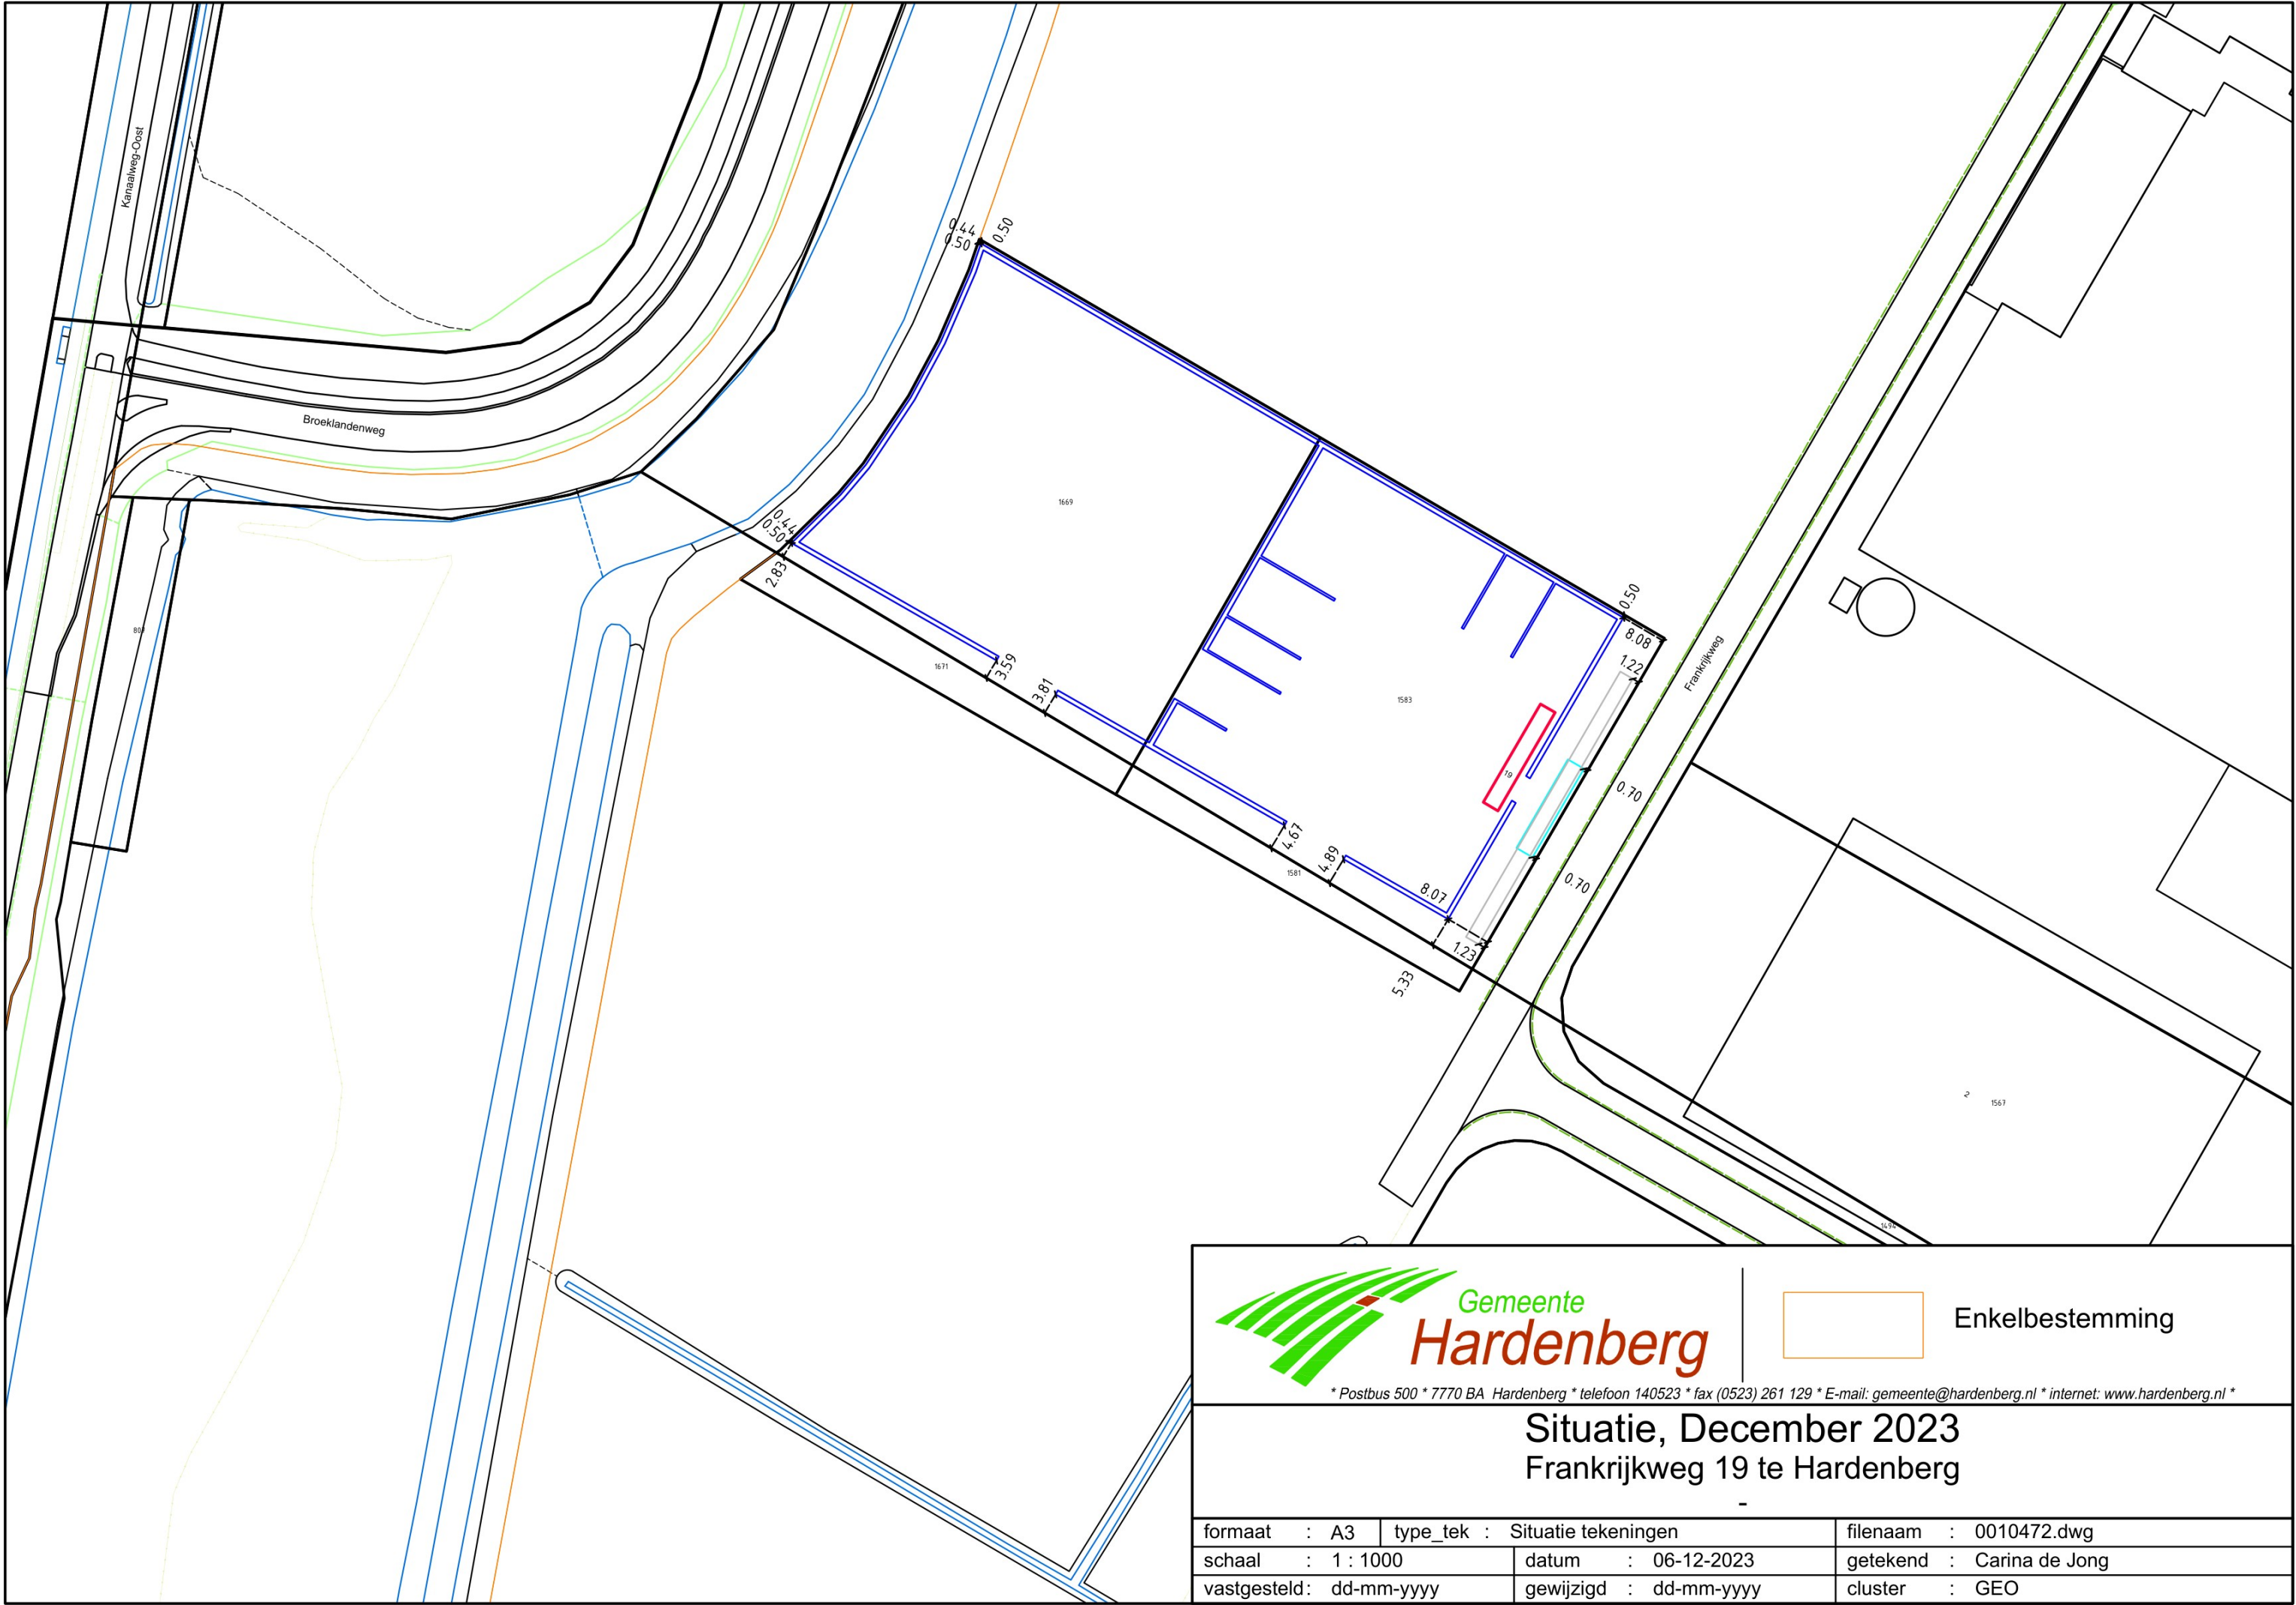 Kanaalweg-Oost
Broeklandenweg
0.44
0.50
0.50
1669
0.44
0.50
2.83
1671
3.59
3.81
0.50
8.08
1.22
1583
Frankrijkweg
19
0.70
0.70
4.67
4.89
1581
8.07
1.23
5.33
2
1567
1494
Gemeente
Hardenberg
Enkelbestemming
* Postbus 500 * 7770 BA Hardenberg * telefoon 140523 * fax (0523) 261 129 * E-mail: gemeente@hardenberg.nl * internet: www.hardenberg.nl *
Situatie, December 2023
Frankrijkweg 19 te Hardenberg
-
formaat : A3 type_tek : Situatie tekeningen filenaam : 0010472.dwg
schaal : 1 : 1000 datum : 06-12-2023 getekend : Carina de Jong
vastgesteld : dd-mm-yyyy gewijzigd : dd-mm-yyyy cluster : GEO